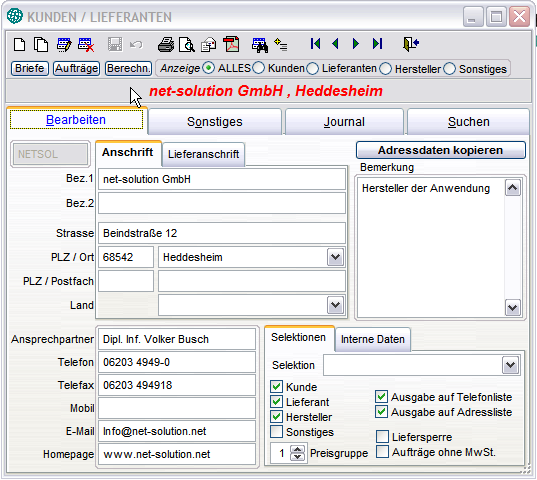 KUNDEN / LIEFERANTEN
Briefe Aufträge Berechn. Anzeige ALLES Kunden Lieferanten Hersteller Sonstiges
net-solution GmbH , Heddesheim
Bearbeiten Sonstiges Journal Suchen
NETSOL Anschrift Lieferanschrift Adressdaten kopieren
Bemerkung
Bez.1 net-solution GmbH Hersteller der Anwendung
Bez.2
Strasse Beindstraße 12
PLZ / Ort 68542 Heddesheim
PLZ / Postfach
Land
Ansprechpartner Dipl. Inf. Volker Busch Selektionen Interne Daten
Telefon 06203 4949-0 Selektion
Telefax 06203 494918 Kunde
Lieferant Ausgabe auf Telefonliste
Mobil Hersteller Ausgabe auf Adressliste
E-Mail Info@net-solution.net Sonstiges Liefersperre
Homepage www.net-solution.net 1 Preisgruppe Aufträge ohne MwSt.